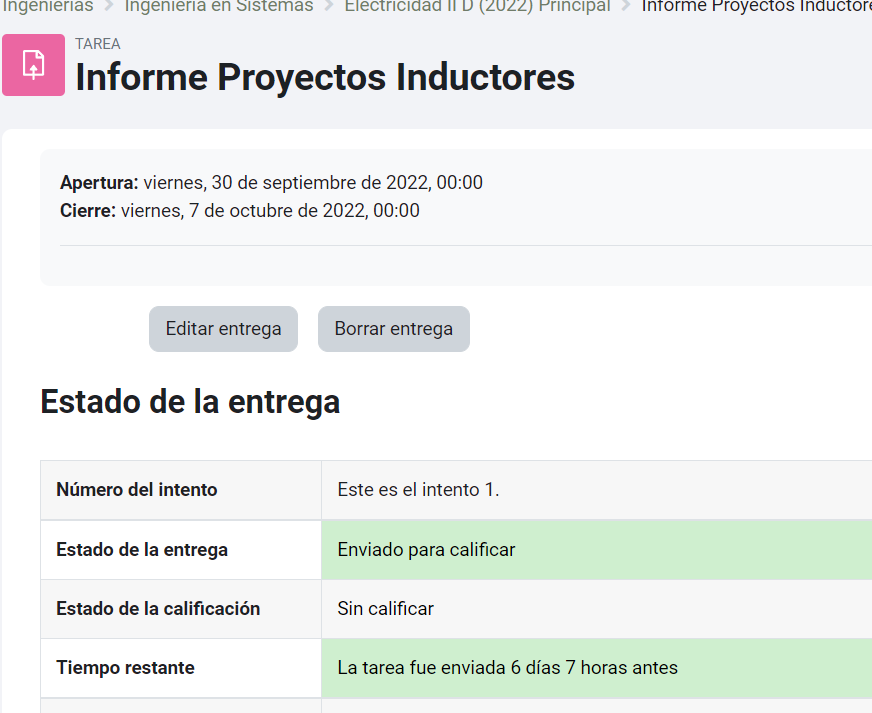 Ingenierías > Ingeniería en Sistemas > Electricidad II D (2022) Principal > Informe Proyectos
TAREA
Informe Proyectos Inductores
Apertura: viernes, 30 de septiembre de 2022, 00:00
Cierre: viernes, 7 de octubre de 2022, 00:00
Editar entrega Borrar entrega
Estado de la entrega
Número del intento Este es el intento 1.
Estado de la entrega Enviado para calificar
Estado de la calificación Sin calificar
Tiempo restante La tarea fue enviada 6 días 7 horas antes